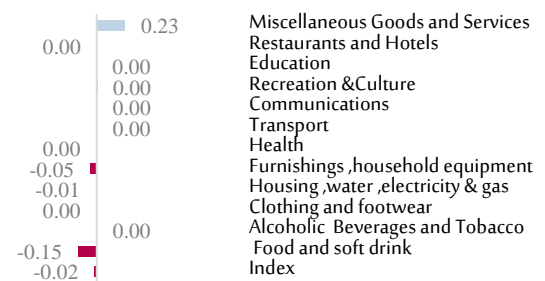 0.23 Miscellaneous Goods and Services
0.00 Restaurants and Hotels
0.00 Education
0.00 Recreation &Culture
0.00 Communications
0.00 Transport
0.00 Health
-0.05 Furnishings ,household equipment
-0.01 Housing ,water ,electricity & gas
0.00 Clothing and footwear
0.00 Alcoholic Beverages and Tobacco
-0.15 Food and soft drink
-0.02 Index